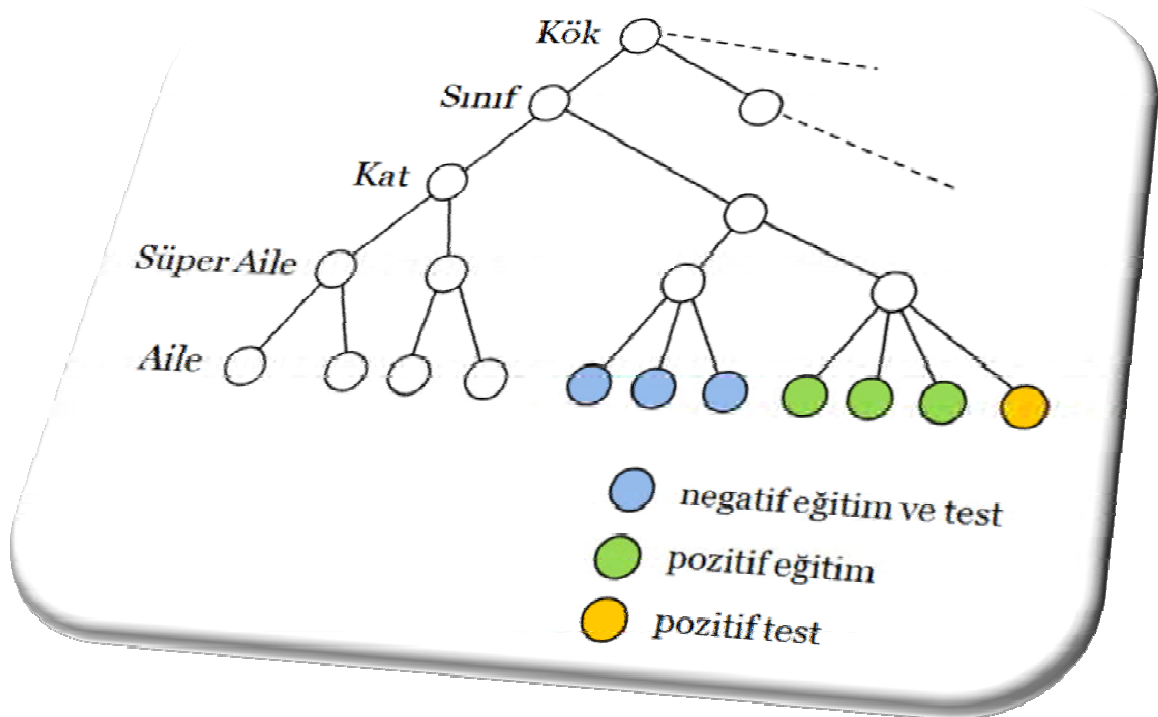 Kök
Sınıf
Kat
Süper Aile
Aile
negatif eğitim ve test
pozitif eğitim
pozitif test